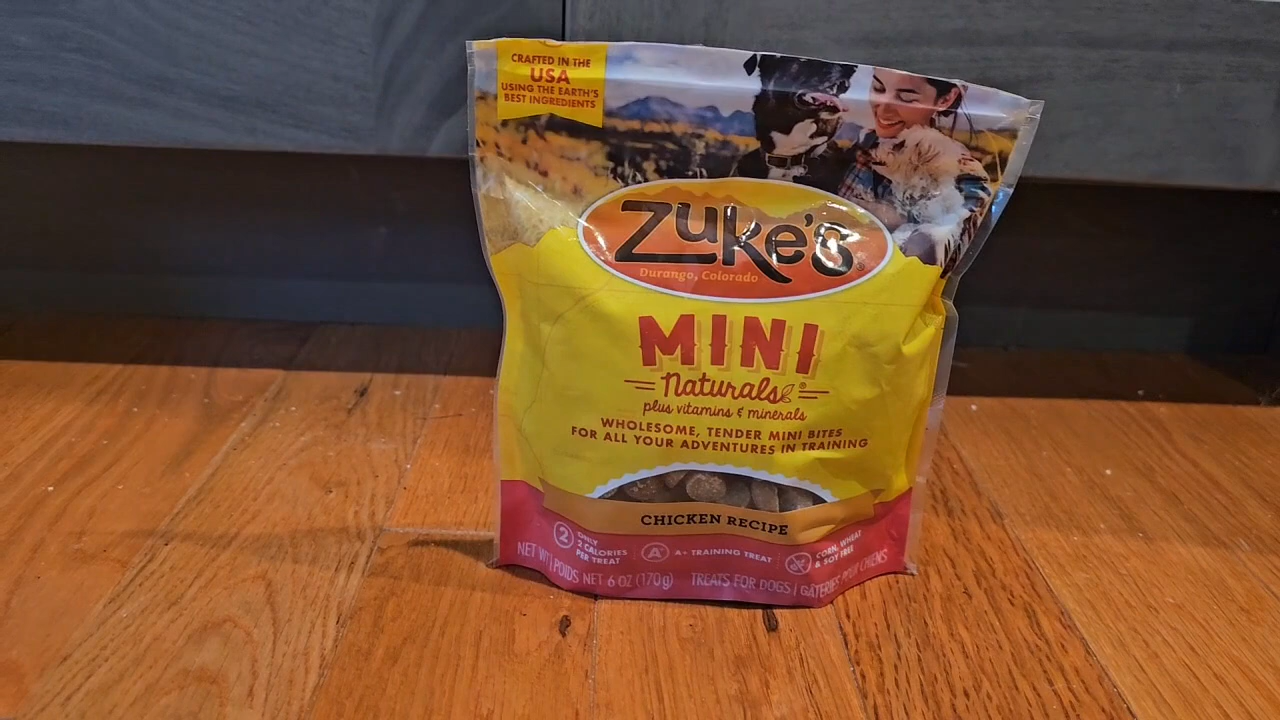 CRAFTED IN THE
USA
USING THE EARTH'S
BEST INGREDIENTS
Zuke's®
Durango, Colorado
MINI
Naturals®
plus vitamins & minerals
WHOLESOME, TENDER MINI BITES
FOR ALL YOUR ADVENTURES IN TRAINING
CHICKEN RECIPE
2 ONLY
2 CALORIES
PER TREAT
A+ A+ TRAINING TREAT
CORN, WHEAT
& SOY FREE
NET WT | POIDS NET 6 OZ (170 g) TREATS FOR DOGS | GÂTERIES POUR CHIENS